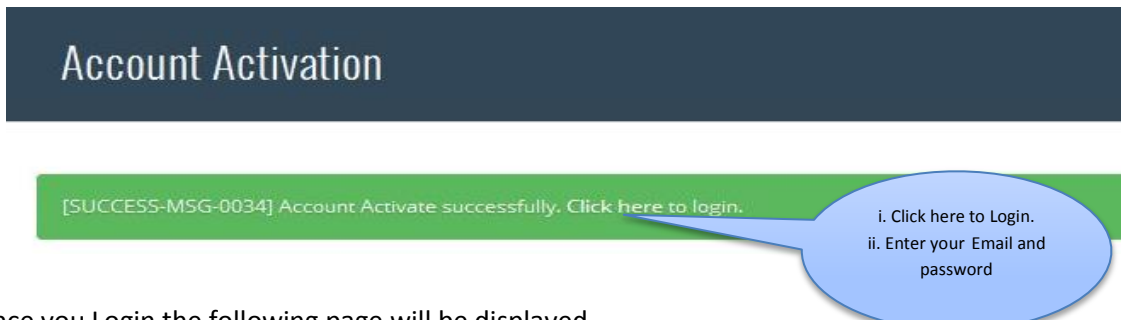 Account Activation
[SUCCESS-MSG-0034] Account Activate successfully. Click here to login.
i. Click here to Login.
ii. Enter your Email and
password
you Login the following page will be displayed